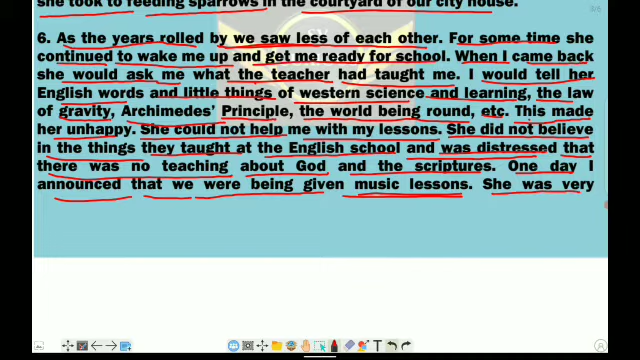 she took to feeding sparrows in the courtyard of our city house.
6. As the years rolled by we saw less of each other. For some time she
continued to wake me up and get me ready for school. When I came back
she would ask me what the teacher had taught me. I would tell her
English words and little things of western science and learning, the law
of gravity, Archimedes' Principle, the world being round, etc. This made
her unhappy. She could not help me with my lessons. She did not believe
in the things they taught at the English school and was distressed that
there was no teaching about God and the scriptures. One day I
announced that we were being given music lessons. She was very